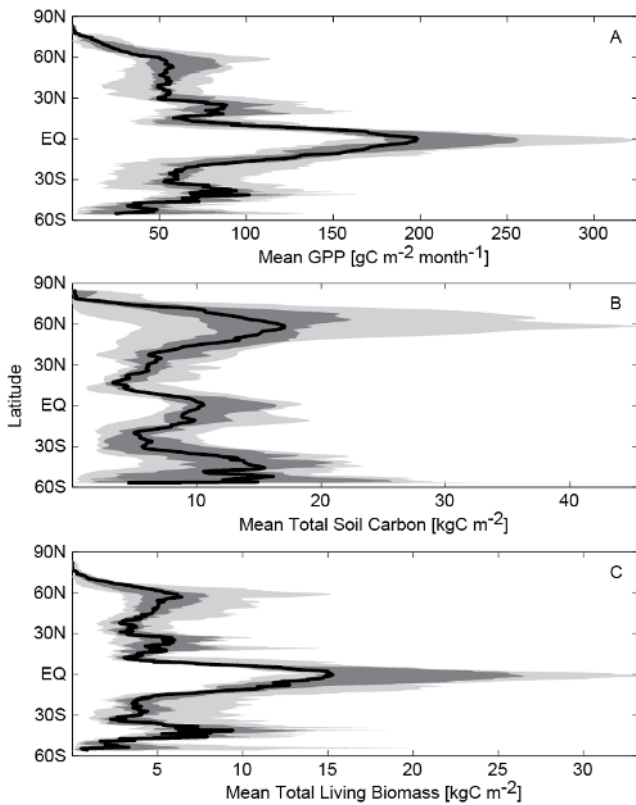 A
90N
60N
30N
EQ
30S
60S
50 100 150 200 250 300
Mean GPP [gC m-2 month-1]
B
90N
60N
30N
EQ
30S
60S
10 20 30 40
Mean Total Soil Carbon [kgC m-2]
Latitude
C
90N
60N
30N
EQ
30S
60S
5 10 15 20 25 30
Mean Total Living Biomass [kgC m-2]